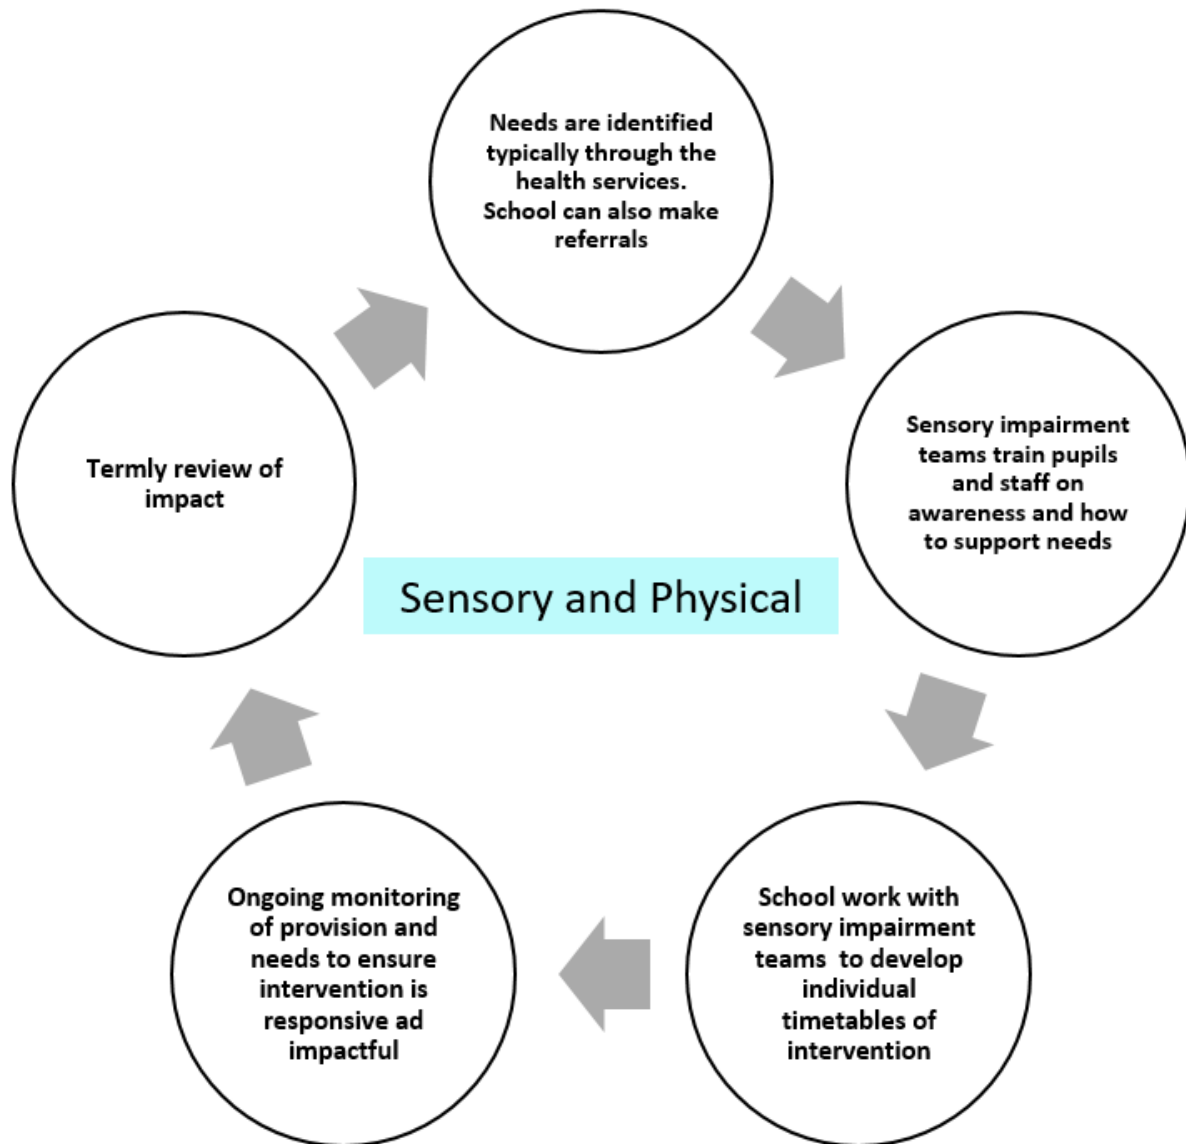 Needs are identified
typically through the
health services.
School can also make
referrals
Sensory impairment
teams train pupils
and staff on
awareness and how
to support needs
School work with
sensory impairment
teams  to develop
individual
timetables of
intervention
Ongoing monitoring
of provision and
needs to ensure
intervention is
responsive ad
impactful
Termly review of
impact
Sensory and Physical